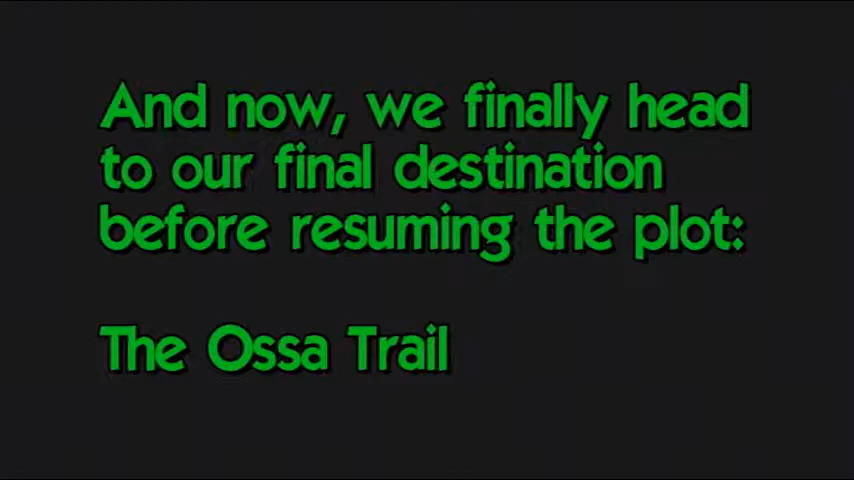 And now, we finally head
to our final destination
before resuming the plot:
The Ossa Trail